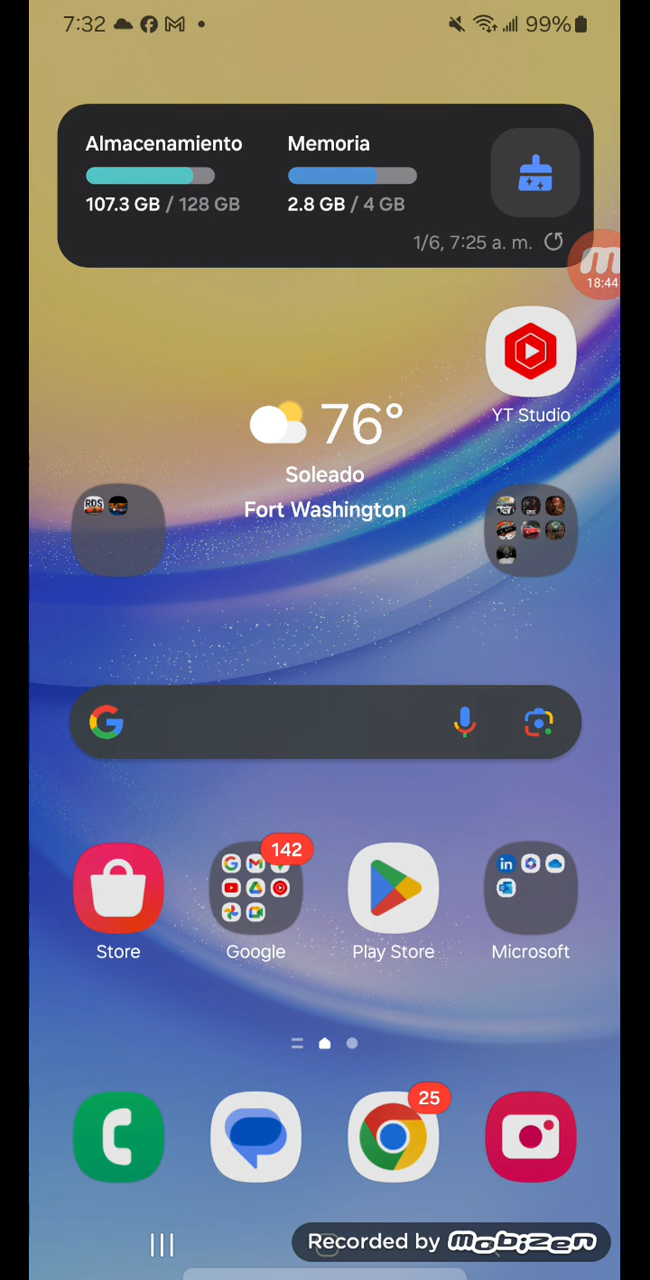 7:32
99%
Almacenamiento
Memoria
107.3 GB / 128 GB
2.8 GB / 4 GB
1/6, 7:25 a. m.
18:44
YT Studio
76°
Soleado
Fort Washington
RDS
142
Store
Google
Play Store
Microsoft
25
Recorded by mobizen